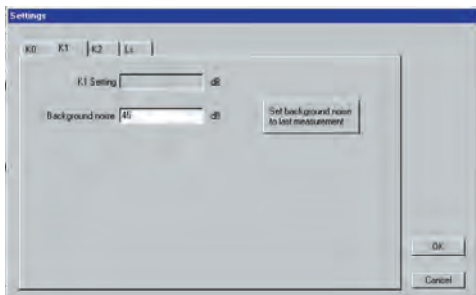 Settings
K0 K1 K2
K1 Setting dB
Background noise 45 dB
Set background noise
to last measurement
OK
Cancel